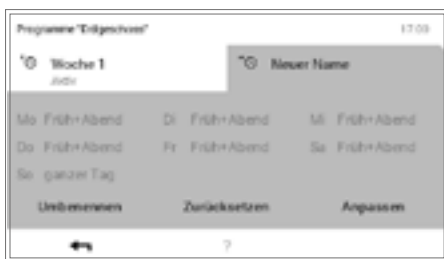 Programme "Erdgeschoss" 17:03
Woche 1 Neuer Name
Aktiv
Mo Früh+Abend Di Früh+Abend Mi Früh+Abend
Do Früh+Abend Fr Früh+Abend Sa Früh+Abend
So ganzer Tag
Umbenennen Zurücksetzen Anpassen
?